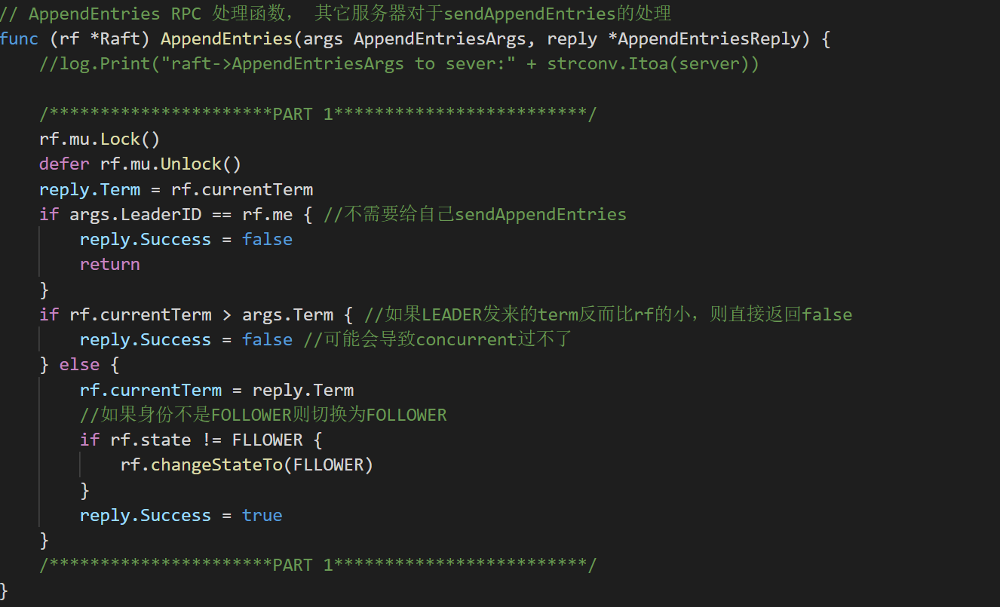 // AppendEntries RPC 处理函数， 其它服务器对于sendAppendEntries的处理
func (rf *Raft) AppendEntries(args AppendEntriesArgs, reply *AppendEntriesReply) {
    //log.Print("raft->AppendEntriesArgs to sever:" + strconv.Itoa(server))

    /**********************PART 1*************************/
    rf.mu.Lock()
    defer rf.mu.Unlock()
    reply.Term = rf.currentTerm
    if args.LeaderID == rf.me { //不需要给自己sendAppendEntries
        reply.Success = false
        return
    }
    if rf.currentTerm > args.Term { //如果LEADER发来的term反而比rf的小，则直接返回false
        reply.Success = false //可能会导致concurrent过不了
    } else {
        rf.currentTerm = reply.Term
        //如果身份不是FOLLOWER则切换为FOLLOWER
        if rf.state != FLLOWER {
            rf.changeStateTo(FLLOWER)
        }
        reply.Success = true
    }
    /**********************PART 1*************************/
}